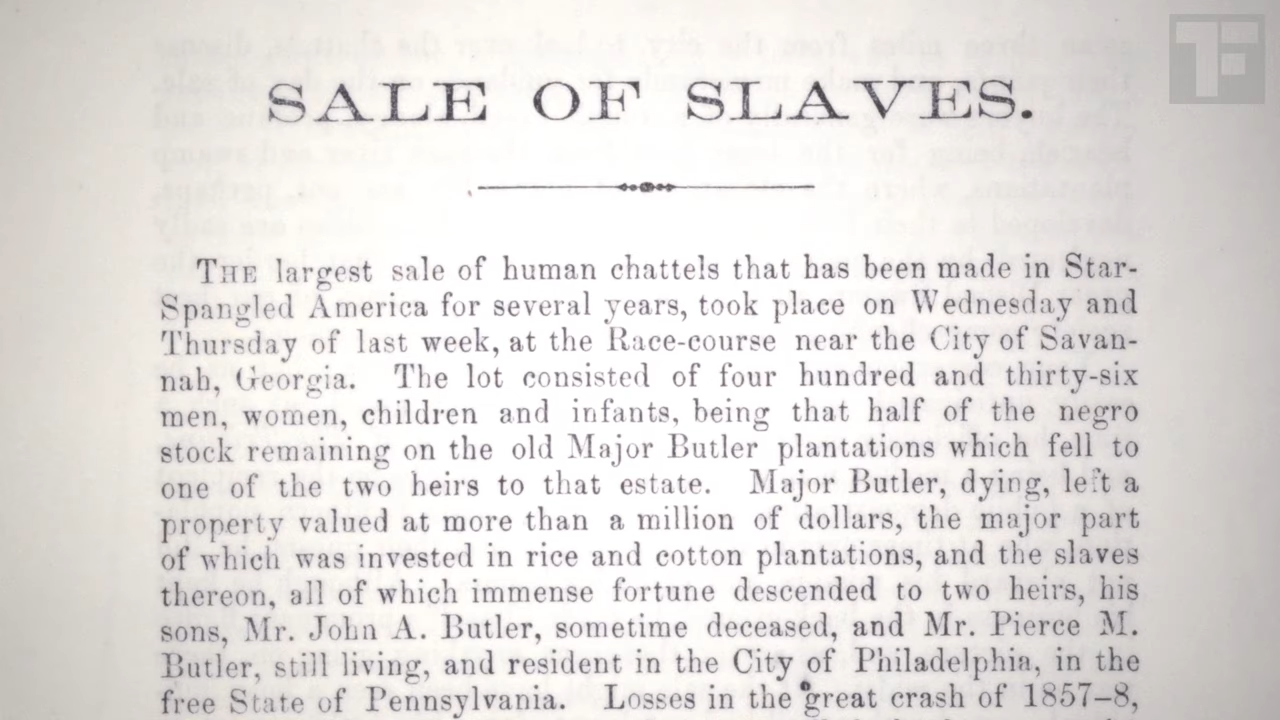 SALE OF SLAVES.
THE largest sale of human chattels that has been made in Star-
Spangled America for several years, took place on Wednesday and
Thursday of last week, at the Race-course near the City of Savan-
nah, Georgia. The lot consisted of four hundred and thirty-six
men, women, children and infants, being that half of the negro
stock remaining on the old Major Butler plantations which fell to
one of the two heirs to that estate. Major Butler, dying, left a
property valued at more than a million of dollars, the major part
of which was invested in rice and cotton plantations, and the slaves
thereon, all of which immense fortune descended to two heirs, his
sons, Mr. John A. Butler, sometime deceased, and Mr. Pierce M.
Butler, still living, and resident in the City of Philadelphia, in the
free State of Pennsylvania. Losses in the great crash of 1857–8,